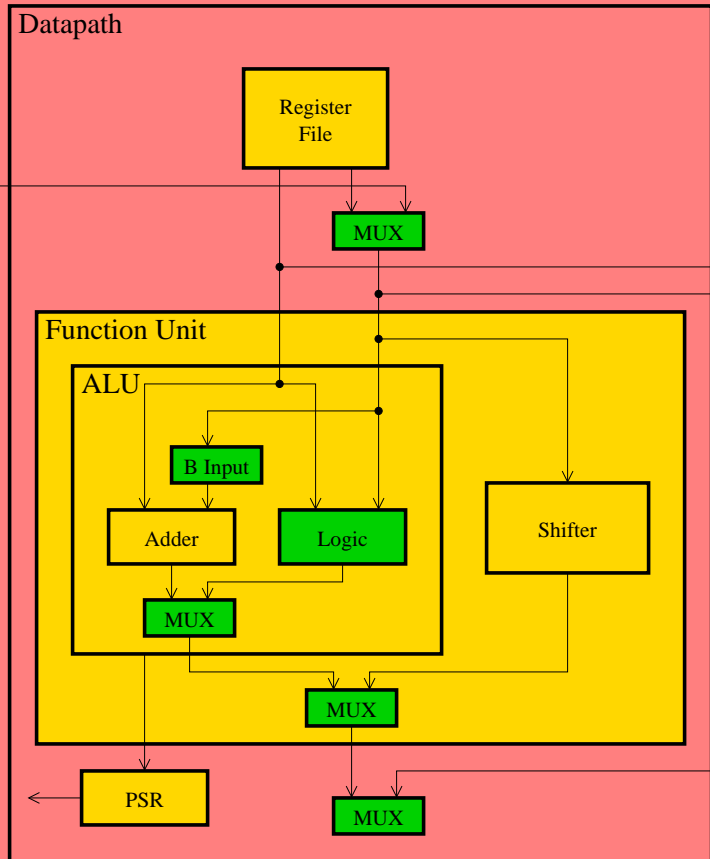 Datapath
Register
File
MUX
Function Unit
ALU
B Input
Adder
Logic
Shifter
MUX
MUX
PSR
MUX